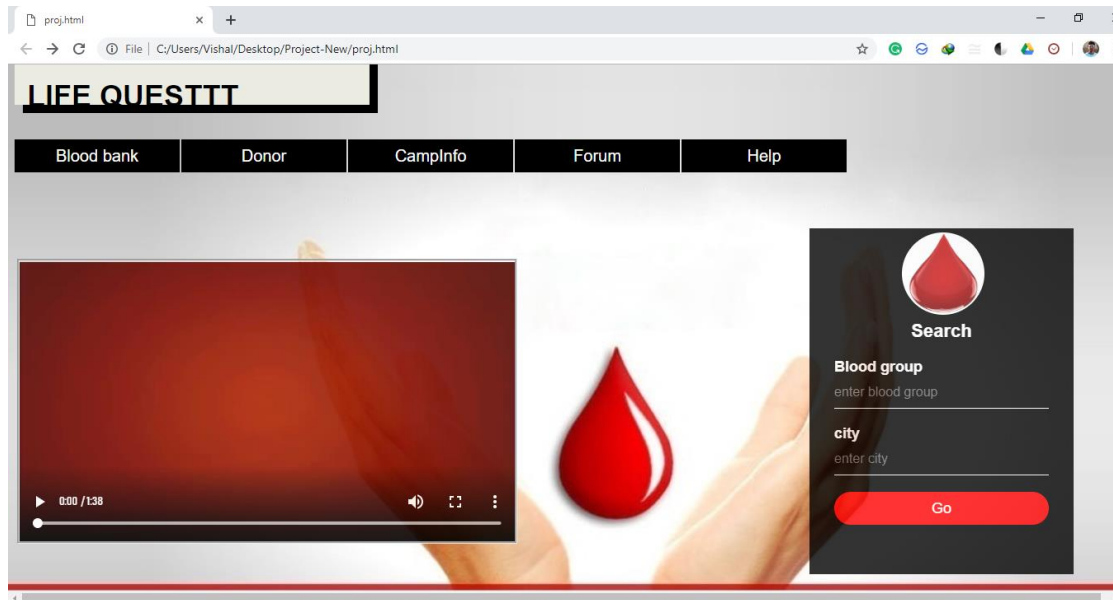 proj.html
File | C:/Users/Vishal/Desktop/Project-New/proj.html
LIFE QUESTTT
Blood bank Donor CampInfo Forum Help
Search
Blood group
enter blood group
city
enter city
Go
0:00 / 1:38